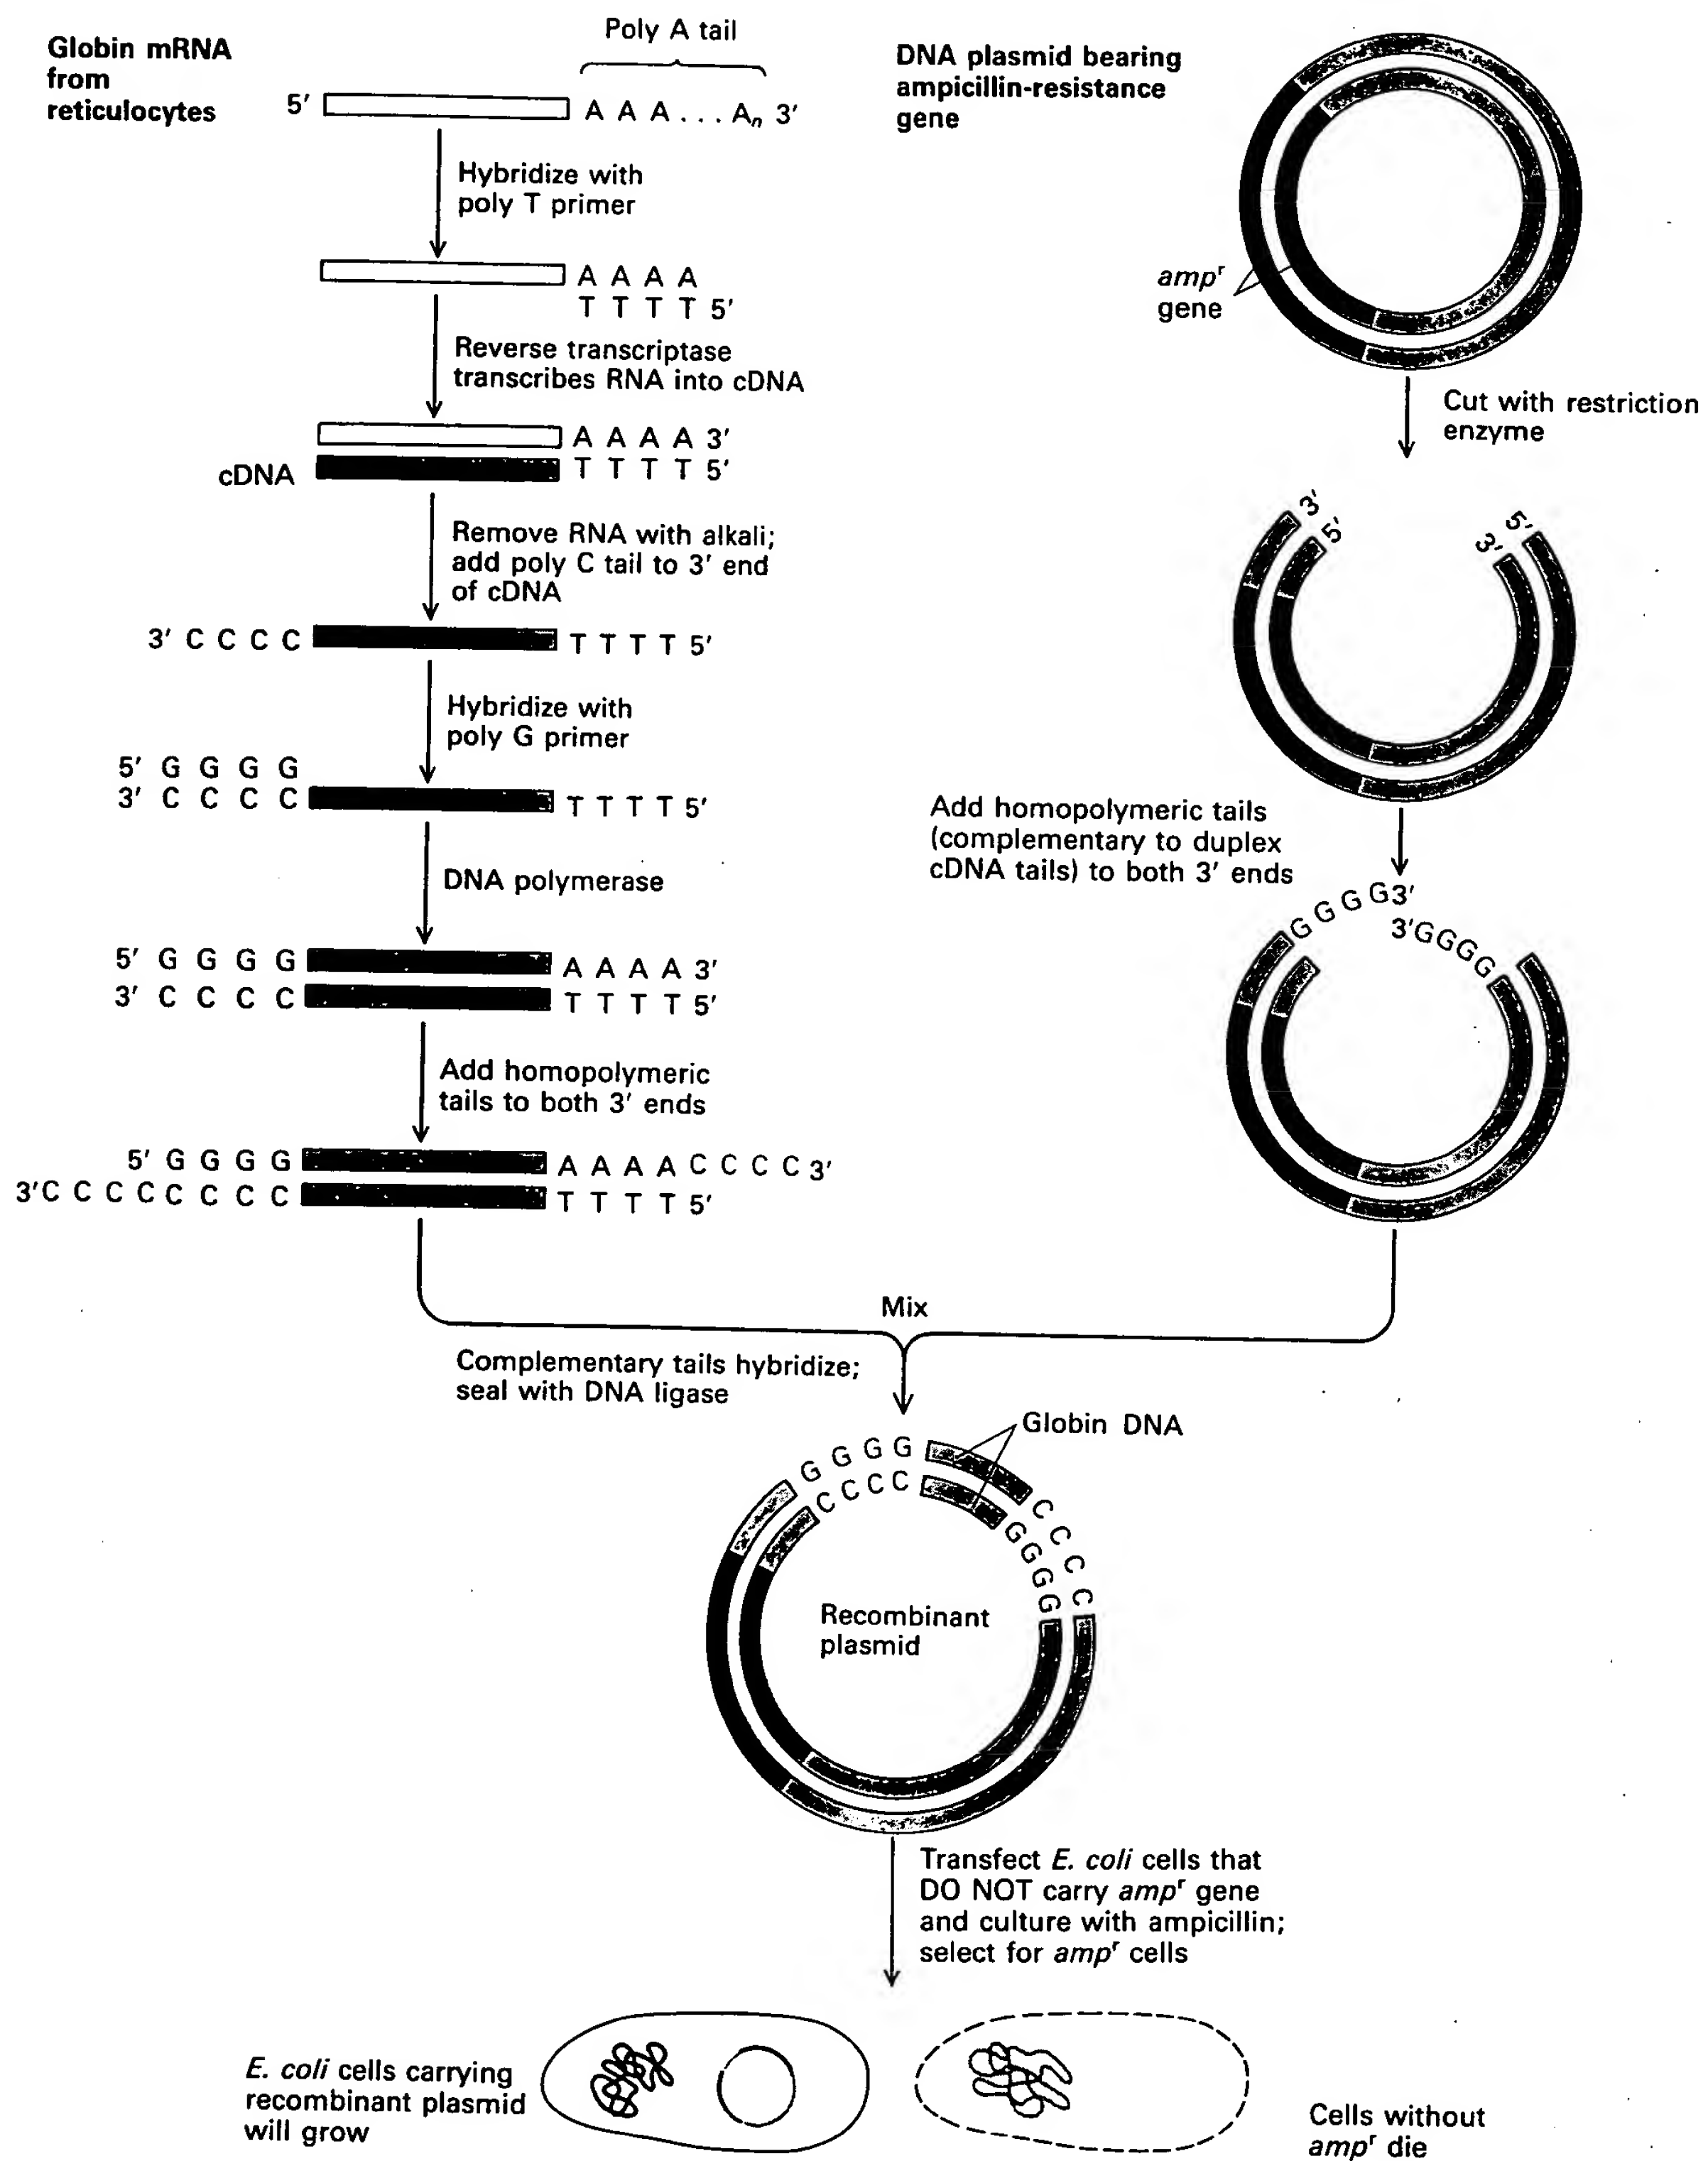 Globin mRNA
from
reticulocytes
Poly A tail
5′ A A A . . . Aₙ 3′
Hybridize with
poly T primer
A A A A
T T T T 5′
Reverse transcriptase
transcribes RNA into cDNA
A A A A 3′
cDNA T T T T 5′
Remove RNA with alkali;
add poly C tail to 3′ end
of cDNA
3′ C C C C T T T T 5′
Hybridize with
poly G primer
5′ G G G G
3′ C C C C T T T T 5′
DNA polymerase
5′ G G G G A A A A 3′
3′ C C C C T T T T 5′
Add homopolymeric
tails to both 3′ ends
5′ G G G G A A A A C C C C 3′
3′ C C C C C C C C T T T T 5′
DNA plasmid bearing
ampicillin-resistance
gene
ampʳ
gene
Cut with restriction
enzyme
3′
5′
5′
3′
Add homopolymeric tails
(complementary to duplex
cDNA tails) to both 3′ ends
G G G G 3′
3′ G G G G
Mix
Complementary tails hybridize;
seal with DNA ligase
Globin DNA
G G G G
C C C C
C C C C
G G G G
Recombinant
plasmid
Transfect E. coli cells that
DO NOT carry ampʳ gene
and culture with ampicillin;
select for ampʳ cells
E. coli cells carrying
recombinant plasmid
will grow
Cells without
ampʳ die